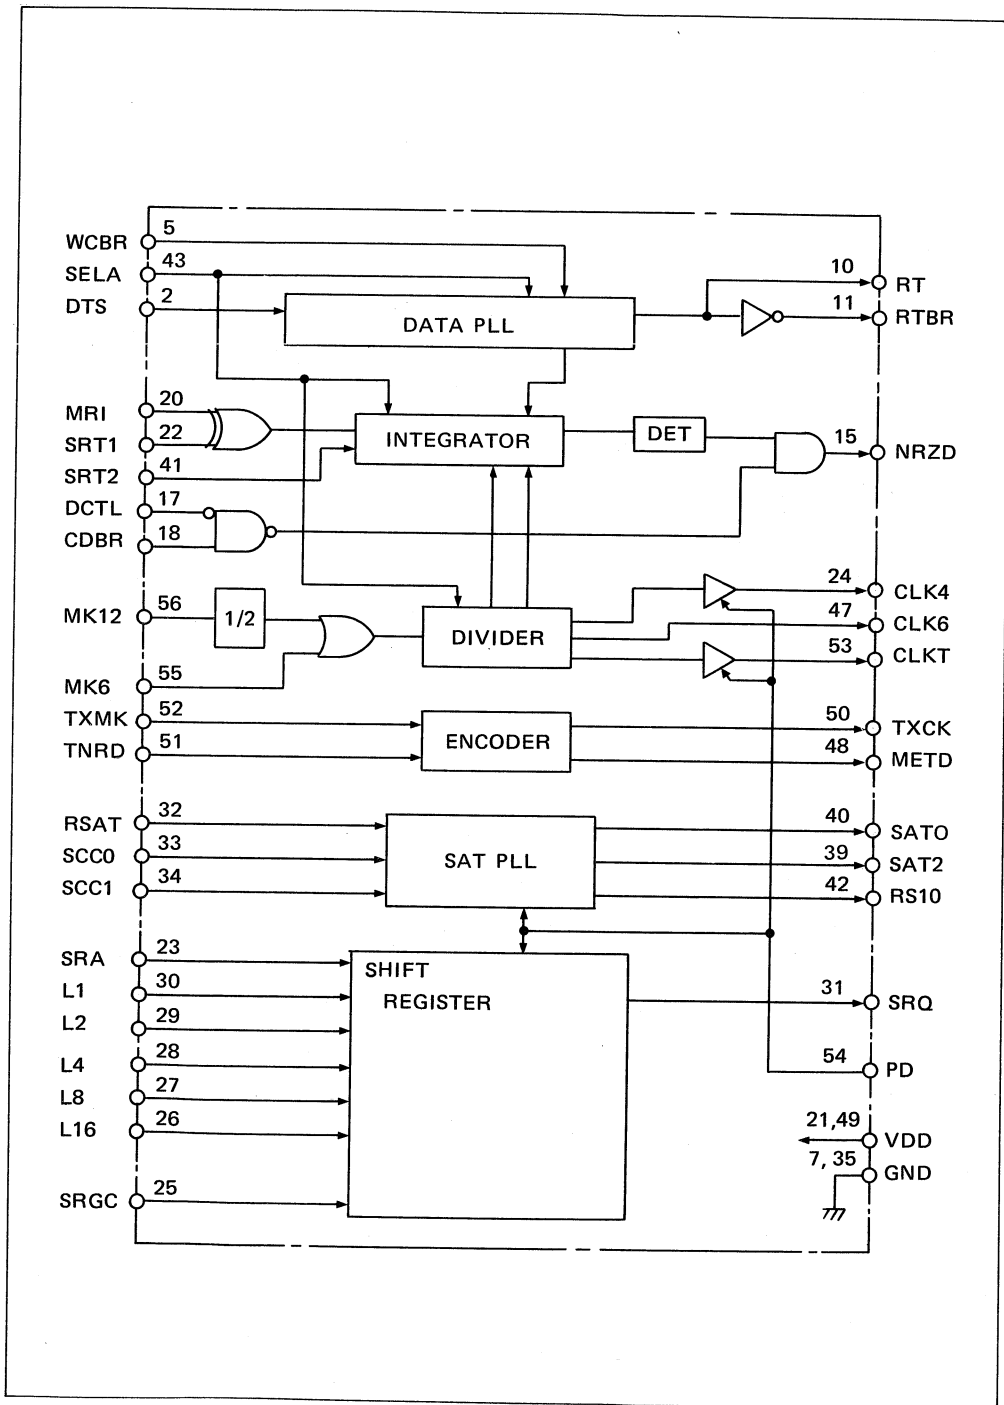 WCBR 5
SELA 43
DTS 2
DATA PLL
10 RT
11 RTBR
MRI 20
SRT1 22
SRT2 41
DCTL 17
CDBR 18
INTEGRATOR
DET
15 NRZD
MK12 56
1/2
MK6 55
DIVIDER
24 CLK4
47 CLK6
53 CLKT
TXMK 52
TNRD 51
ENCODER
50 TXCK
48 METD
RSAT 32
SCC0 33
SCC1 34
SAT PLL
40 SATO
39 SAT2
42 RS10
SRA 23
L1 30
L2 29
L4 28
L8 27
L16 26
SRGC 25
SHIFT
REGISTER
31 SRQ
54 PD
21,49 VDD
7, 35 GND